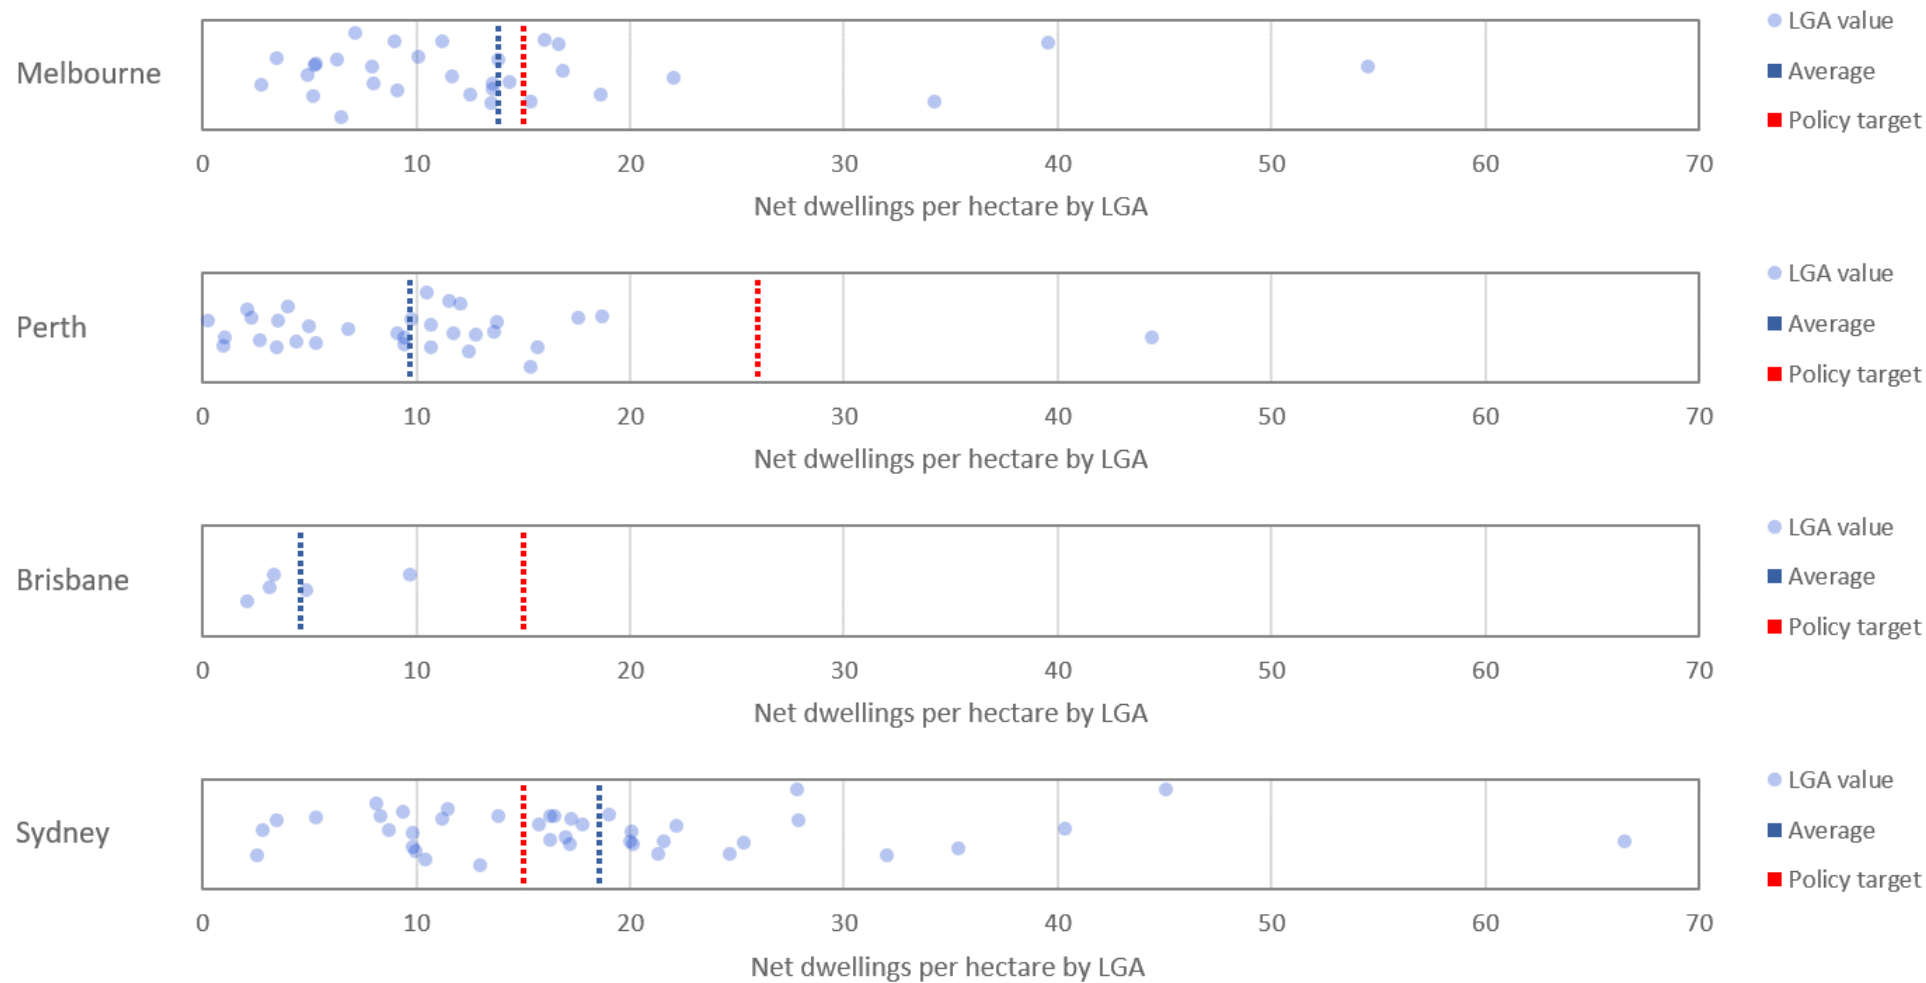 Melbourne
LGA value
Average
Policy target
0 10 20 30 40 50 60 70
Net dwellings per hectare by LGA
Perth
LGA value
Average
Policy target
0 10 20 30 40 50 60 70
Net dwellings per hectare by LGA
Brisbane
LGA value
Average
Policy target
0 10 20 30 40 50 60 70
Net dwellings per hectare by LGA
Sydney
LGA value
Average
Policy target
0 10 20 30 40 50 60 70
Net dwellings per hectare by LGA